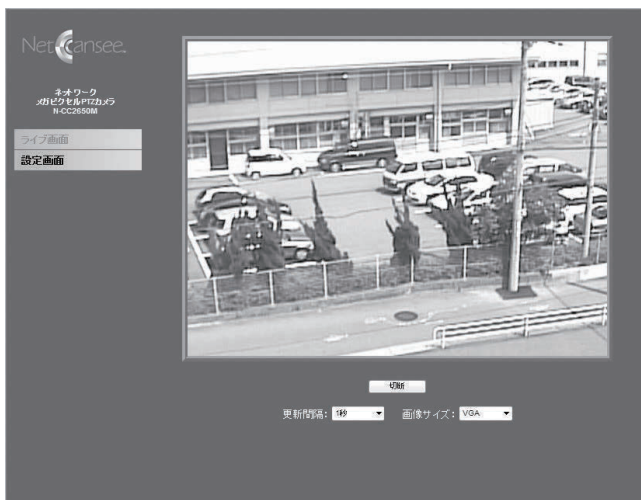 NetCansee
ネットワーク
メガピクセルPTZカメラ
N-CC2650M
ライブ画面
設定画面
切断
更新間隔: 1秒
画像サイズ: VGA